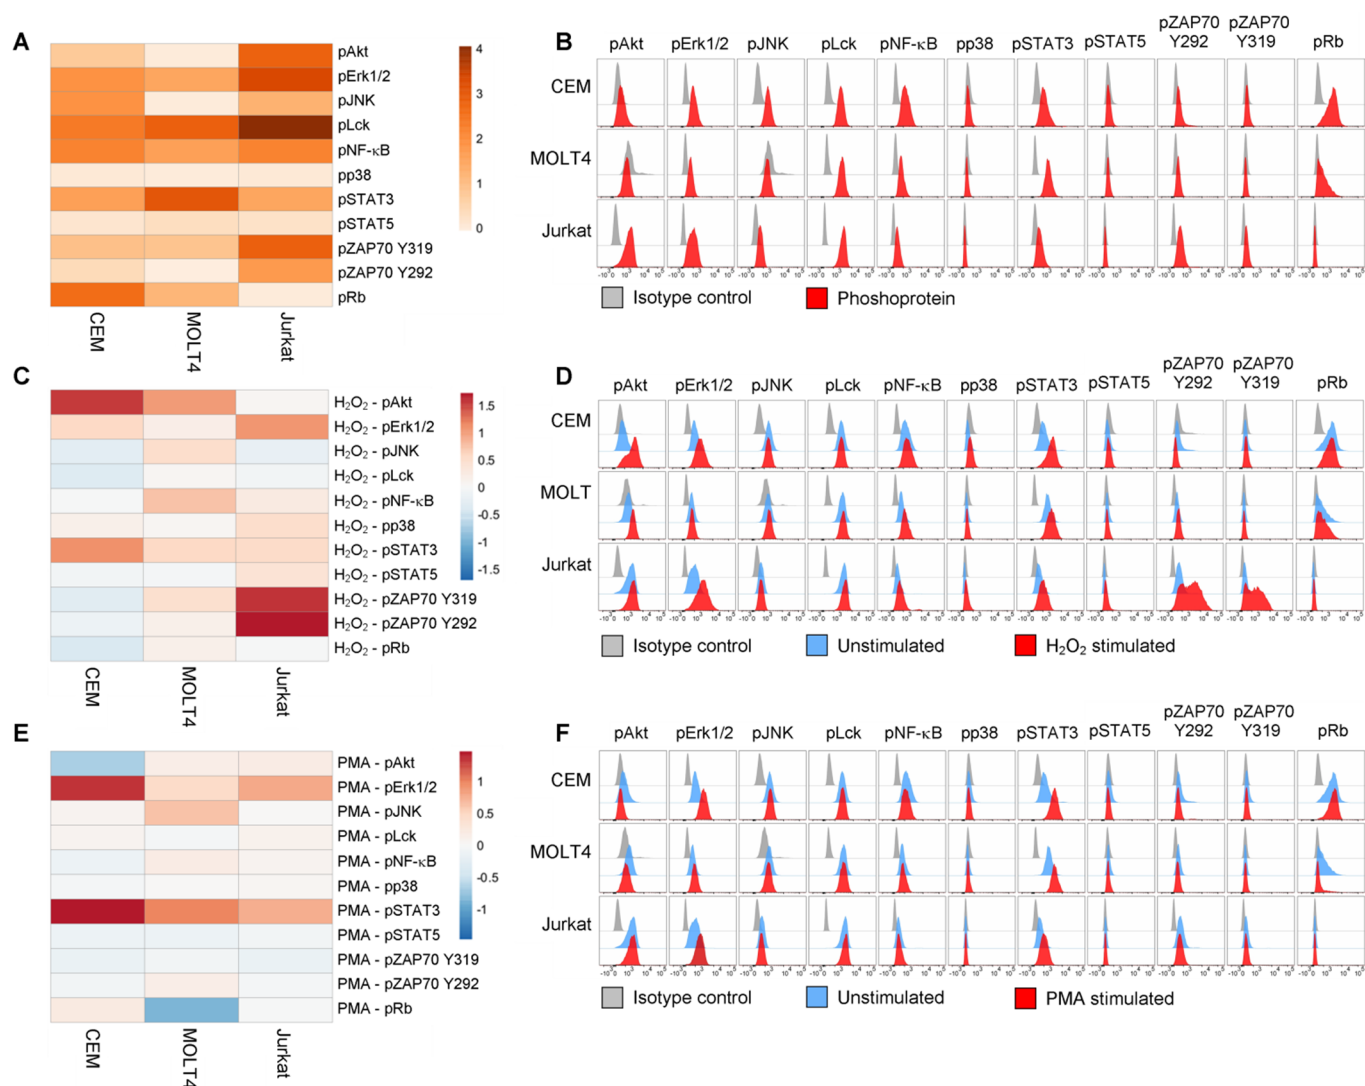 A
pAkt
pErk1/2
pJNK
pLck
pNF-κB
pp38
pSTAT3
pSTAT5
pZAP70 Y319
pZAP70 Y292
pRb
4
3
2
1
0
CEM
MOLT4
Jurkat
B
pAkt pErk1/2 pJNK pLck pNF-κB pp38 pSTAT3 pSTAT5 pZAP70 Y292 pZAP70 Y319 pRb
CEM
MOLT4
Jurkat
Isotype control
Phoshoprotein
C
H₂O₂ - pAkt
H₂O₂ - pErk1/2
H₂O₂ - pJNK
H₂O₂ - pLck
H₂O₂ - pNF-κB
H₂O₂ - pp38
H₂O₂ - pSTAT3
H₂O₂ - pSTAT5
H₂O₂ - pZAP70 Y319
H₂O₂ - pZAP70 Y292
H₂O₂ - pRb
1.5
1
0.5
0
-0.5
-1
-1.5
CEM
MOLT4
Jurkat
D
pAkt pErk1/2 pJNK pLck pNF-κB pp38 pSTAT3 pSTAT5 pZAP70 Y292 pZAP70 Y319 pRb
CEM
MOLT
Jurkat
Isotype control
Unstimulated
H₂O₂ stimulated
E
PMA - pAkt
PMA - pErk1/2
PMA - pJNK
PMA - pLck
PMA - pNF-κB
PMA - pp38
PMA - pSTAT3
PMA - pSTAT5
PMA - pZAP70 Y319
PMA - pZAP70 Y292
PMA - pRb
1
0.5
0
-0.5
-1
CEM
MOLT4
Jurkat
F
pAkt pErk1/2 pJNK pLck pNF-κB pp38 pSTAT3 pSTAT5 pZAP70 Y292 pZAP70 Y319 pRb
CEM
MOLT4
Jurkat
Isotype control
Unstimulated
PMA stimulated